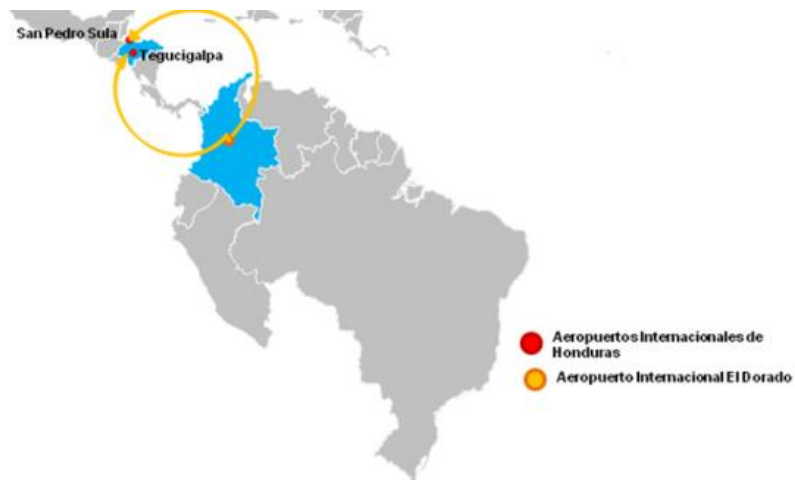 San Pedro Sula
Tegucigalpa
Aeropuertos Internacionales de
Honduras
Aeropuerto Internacional El Dorado